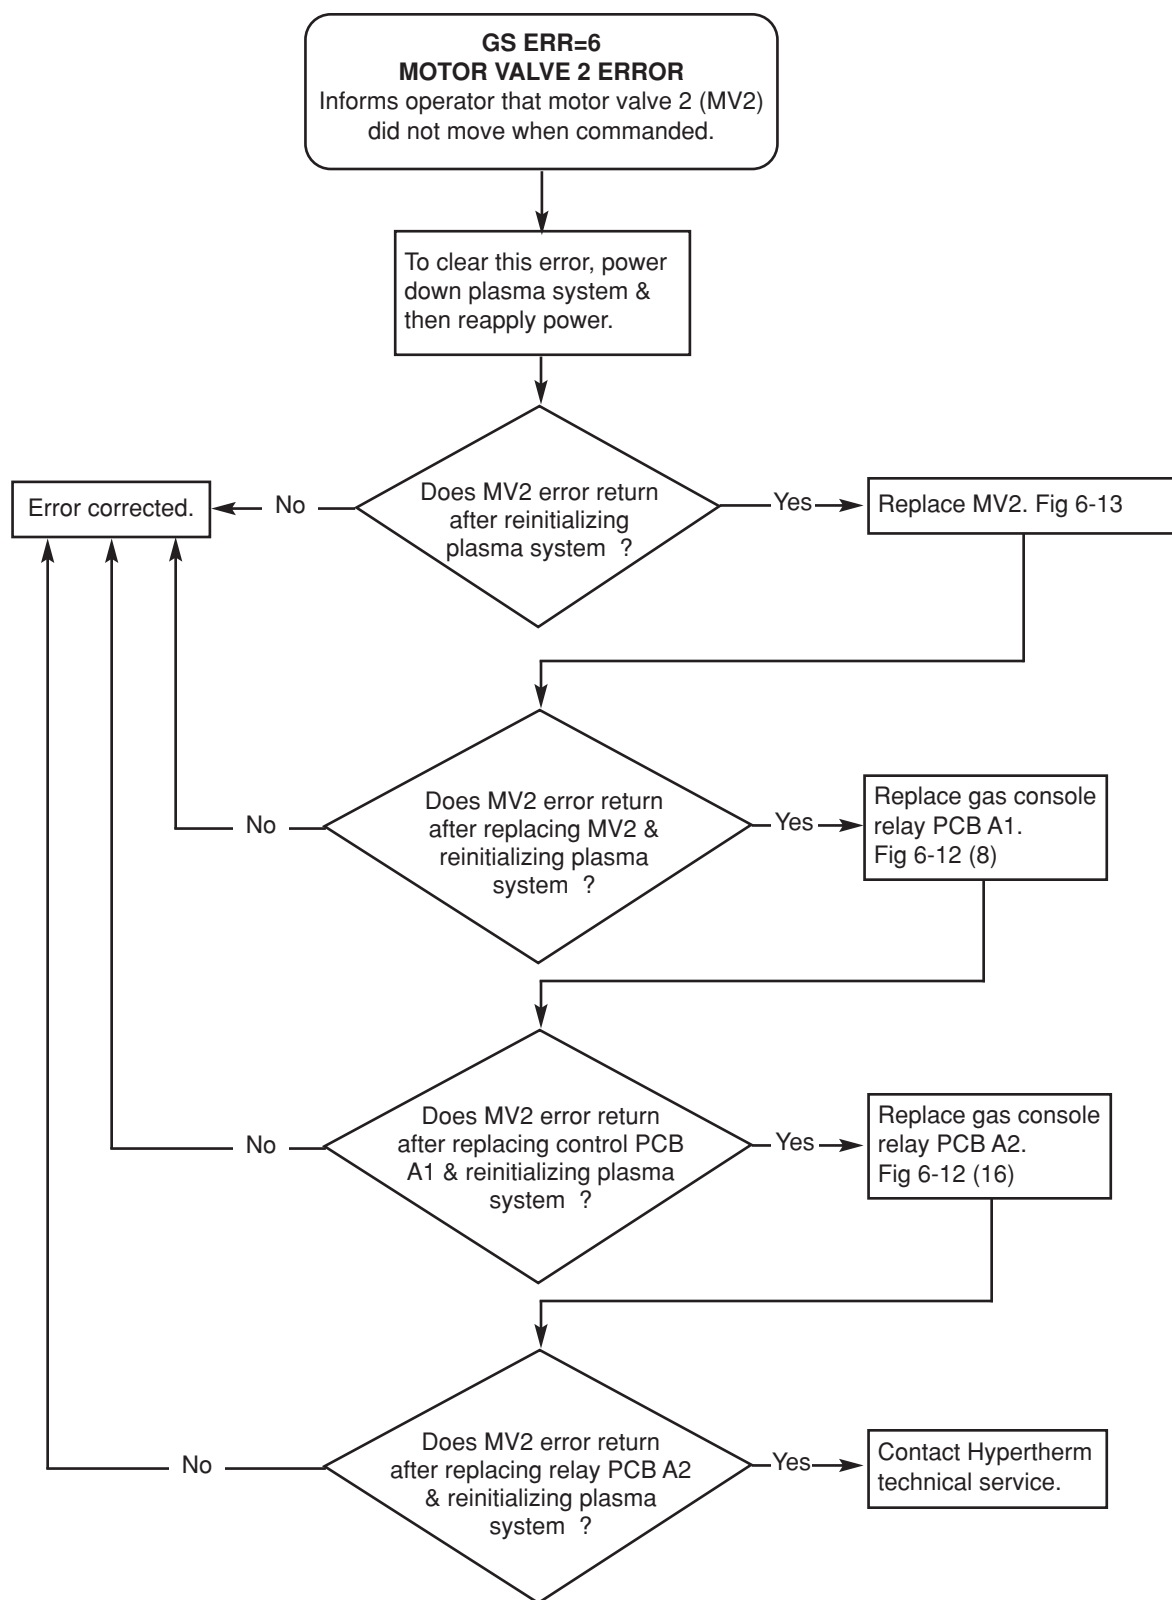 GS ERR=6
MOTOR VALVE 2 ERROR
Informs operator that motor valve 2 (MV2)
did not move when commanded.
To clear this error, power
down plasma system &
then reapply power.
Does MV2 error return
after reinitializing
plasma system ?
No
Error corrected.
Yes
Replace MV2. Fig 6-13
Does MV2 error return
after replacing MV2 &
reinitializing plasma
system ?
No
Yes
Replace gas console
relay PCB A1.
Fig 6-12 (8)
Does MV2 error return
after replacing control PCB
A1 & reinitializing plasma
system ?
No
Yes
Replace gas console
relay PCB A2.
Fig 6-12 (16)
Does MV2 error return
after replacing relay PCB A2
& reinitializing plasma
system ?
No
Yes
Contact Hypertherm
technical service.